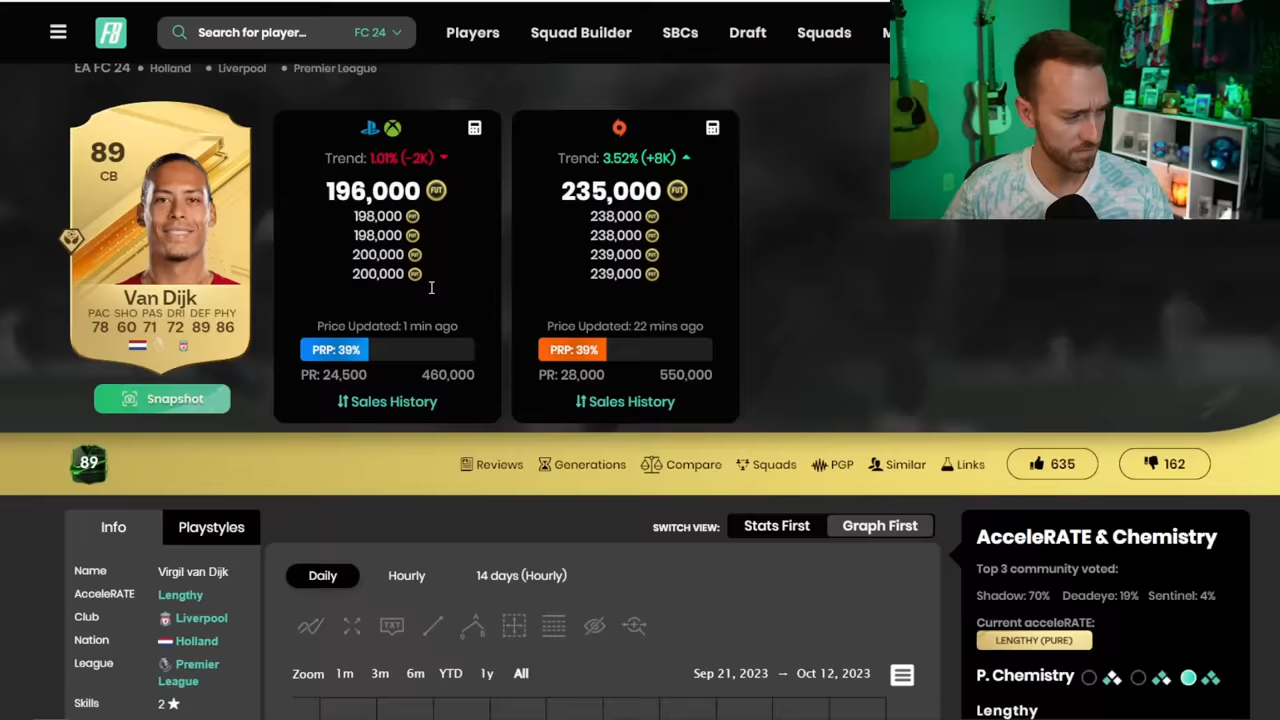 FB
Search for player...
FC 24
Players
Squad Builder
SBCs
Draft
Squads
EA FC 24
Holland
Liverpool
Premier League
89
CB
Van Dijk
PAC SHO PAS DRI DEF PHY
78 60 71 72 89 86
Snapshot
Trend: 1.01% (-2K)
196,000 FUT
198,000
198,000
200,000
200,000
Price Updated: 1 min ago
PRP: 39%
PR: 24,500
460,000
Sales History
Trend: 3.52% (+8K)
235,000 FUT
238,000
238,000
239,000
239,000
Price Updated: 22 mins ago
PRP: 39%
PR: 28,000
550,000
Sales History
89
Reviews
Generations
Compare
Squads
PGP
Similar
Links
635
162
Info
Playstyles
Name Virgil van Dijk
AcceleRATE Lengthy
Club Liverpool
Nation Holland
League Premier
League
Skills 2★
SWITCH VIEW:
Stats First
Graph First
Daily
Hourly
14 days (Hourly)
TXT
Zoom 1m 3m 6m YTD 1y All
Sep 21, 2023 → Oct 12, 2023
AcceleRATE & Chemistry
Top 3 community voted:
Shadow: 70% Deadeye: 19% Sentinel: 4%
Current acceleRATE:
LENGTHY (PURE)
P. Chemistry
Lengthy